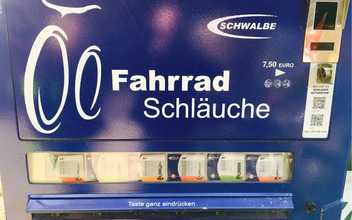 SCHWALBE
7,50 EURO
Fahrrad
Schläuche
Taste ganz eindrücken